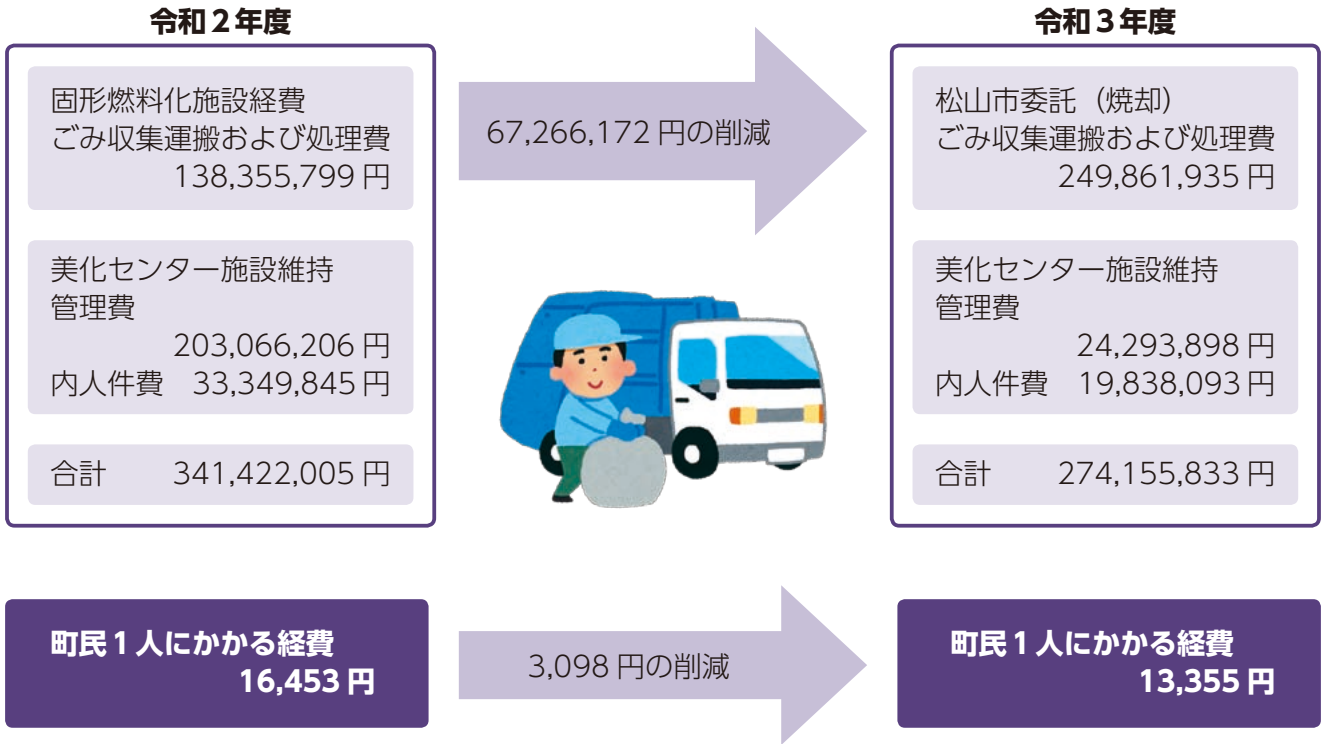 令和２年度
固形燃料化施設経費
ごみ収集運搬および処理費
138,355,799 円
美化センター施設維持
管理費
203,066,206 円
内人件費 33,349,845 円
合計 341,422,005 円
67,266,172 円の削減
令和３年度
松山市委託（焼却）
ごみ収集運搬および処理費
249,861,935 円
美化センター施設維持
管理費
24,293,898 円
内人件費 19,838,093 円
合計 274,155,833 円
町民１人にかかる経費
16,453 円
3,098 円の削減
町民１人にかかる経費
13,355 円